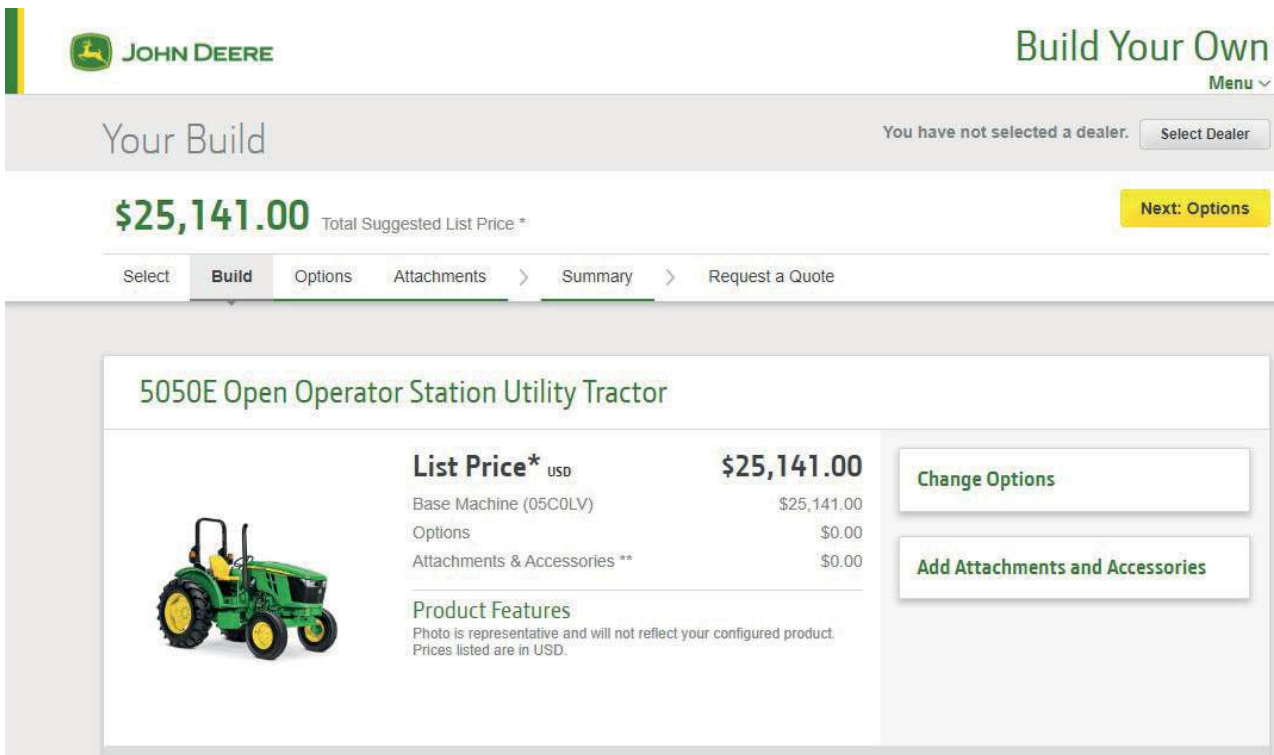 JOHN DEERE
Build Your Own
Menu
Your Build
You have not selected a dealer. Select Dealer
$25,141.00 Total Suggested List Price *
Next: Options
Select Build Options Attachments > Summary > Request a Quote
5050E Open Operator Station Utility Tractor
List Price* USD $25,141.00
Base Machine (05C0LV) $25,141.00
Options $0.00
Attachments & Accessories ** $0.00
Product Features
Photo is representative and will not reflect your configured product.
Prices listed are in USD.
Change Options
Add Attachments and Accessories